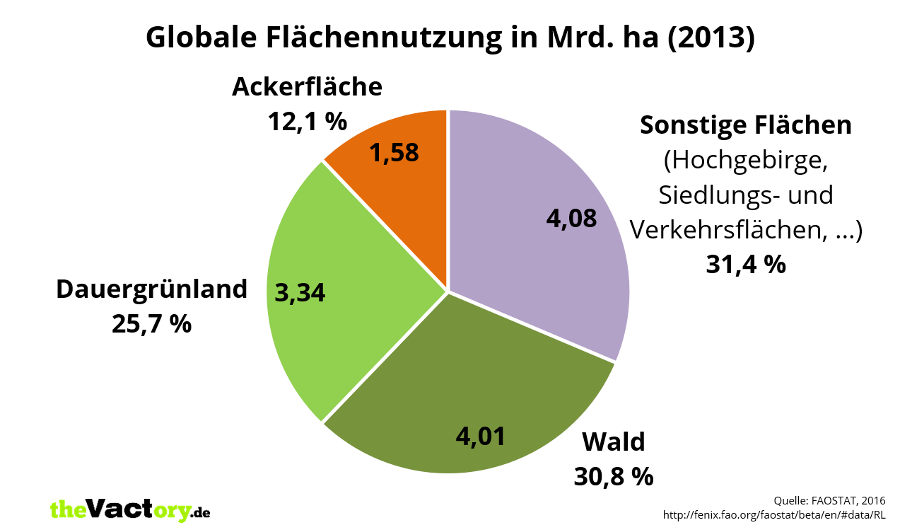 Globale Flächennutzung in Mrd. ha (2013)
Ackerfläche
12,1 %
1,58
Sonstige Flächen
(Hochgebirge,
Siedlungs- und
Verkehrsflächen, ...)
31,4 %
4,08
Dauergrünland
25,7 %
3,34
4,01
Wald
30,8 %
theVactory.de
Quelle: FAOSTAT, 2016
http://fenix.fao.org/faostat/beta/en/#data/RL